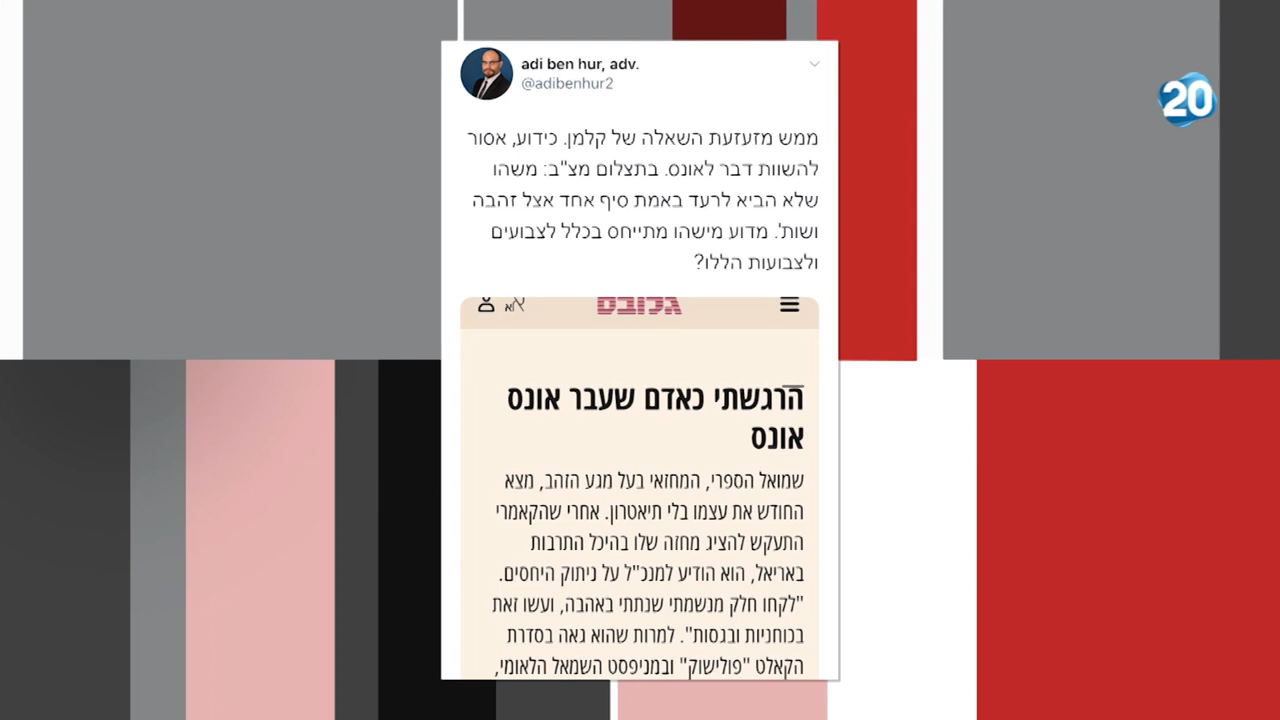 20
adi ben hur, adv.
@adibenhur2
ממש מזעזעת השאלה של קלמן. כידוע, אסור
להשוות דבר לאונס. בתצלום מצ"ב: משהו
שלא הביא לרעד באמת סיף אחד אצל זהבה
ושות'. מדוע מישהו מתייחס בכלל לצבועים
ולצבועות הללו?
גלובס
א\א
הרגשתי כאדם שעבר אונס
אונס
שמואל הספרי, המחזאי בעל מגע הזהב, מצא
החודש את עצמו בלי תיאטרון. אחרי שהקאמרי
התעקש להציג מחזה שלו בהיכל התרבות
באריאל, הוא הודיע למנכ"ל על ניתוק היחסים.
"לקחו חלק מנשמתי שנתתי באהבה, ועשו זאת
בכוחניות ובגסות". למרות שהוא גאה בסדרת
הקאלט "פולישוק" ובמניפסט השמאל הלאומי,